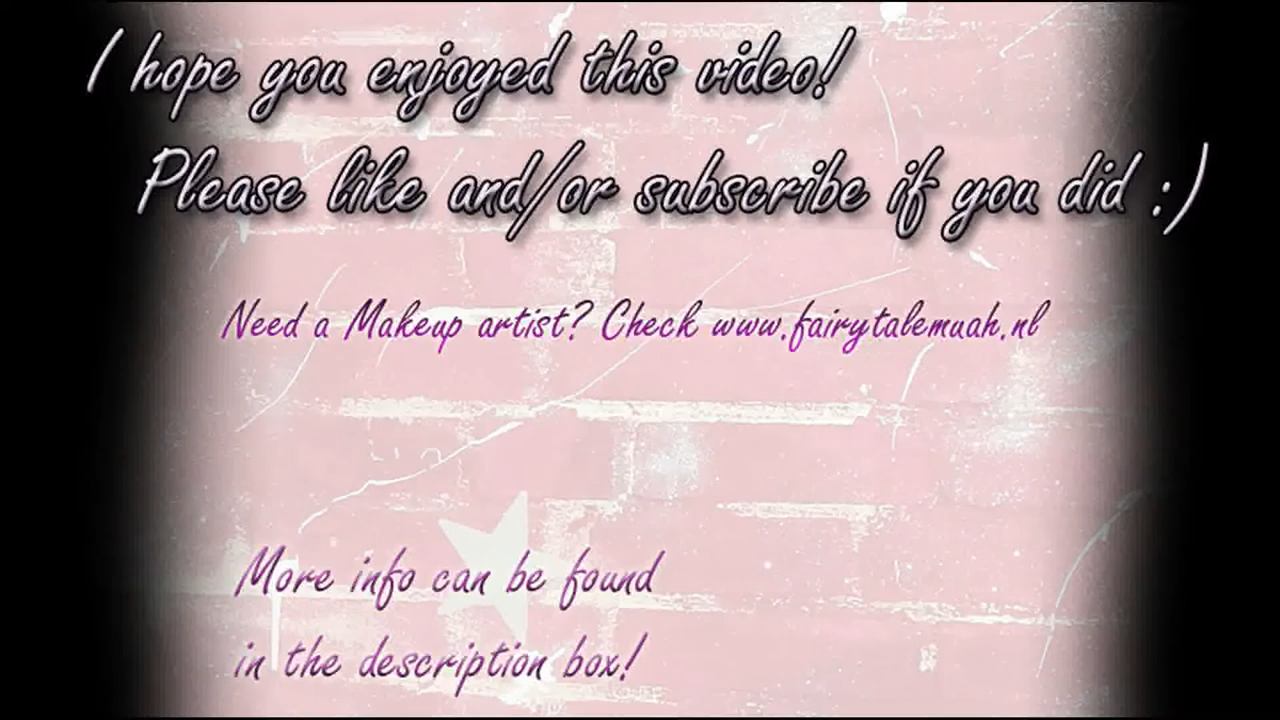 I hope you enjoyed this video!
Please like and/or subscribe if you did :)
Need a Makeup artist? Check www.fairytalemuah.nl
More info can be found
in the description box!